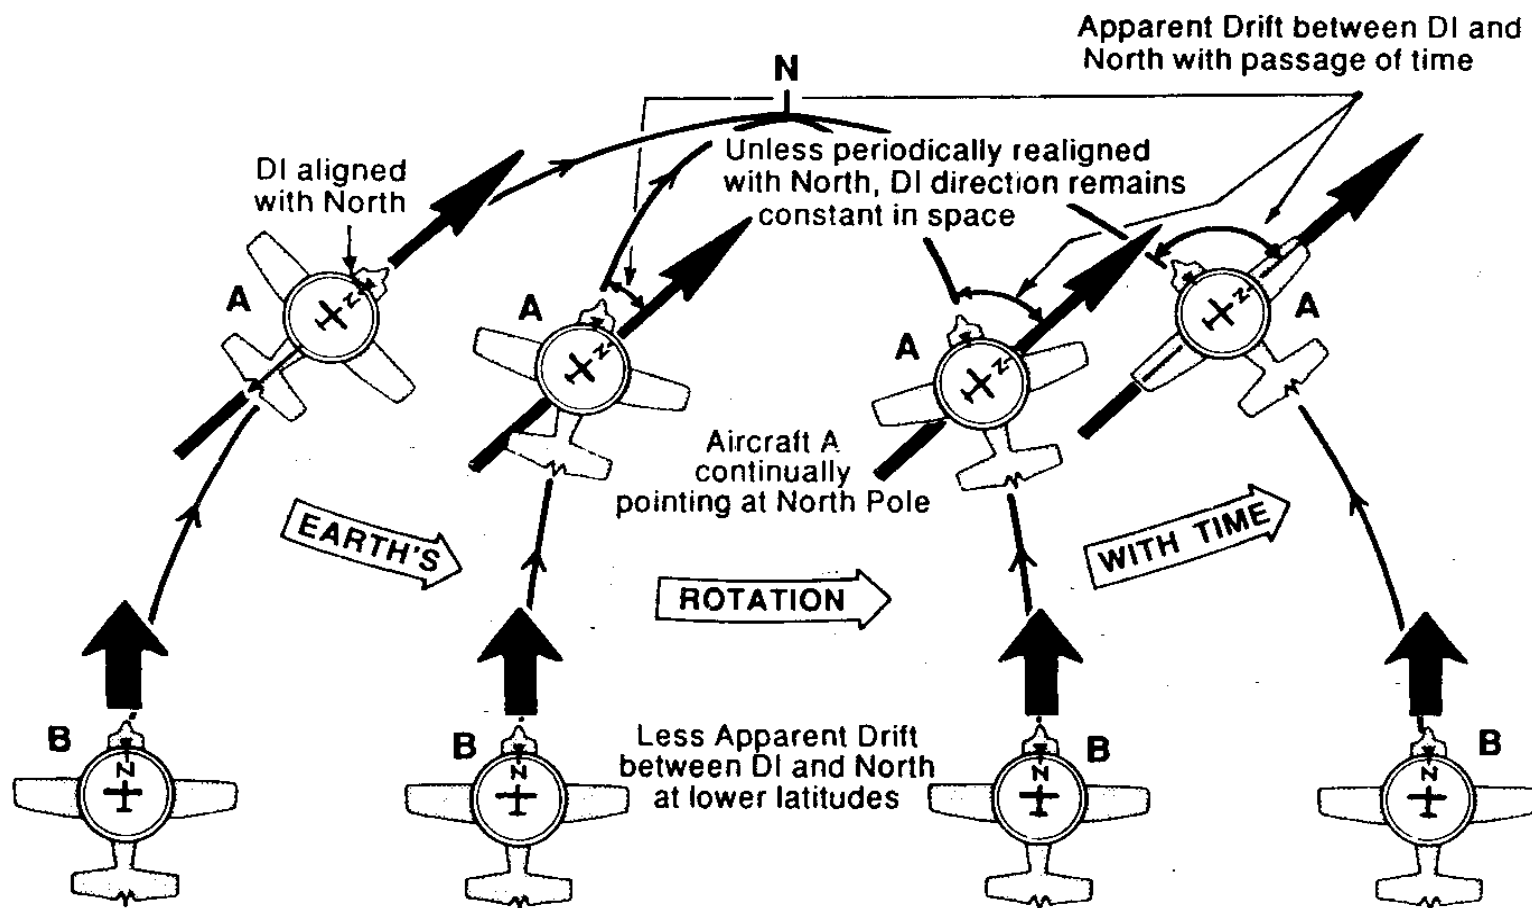 Apparent Drift between DI and
North with passage of time
N
DI aligned
with North
Unless periodically realigned
with North, DI direction remains
constant in space
A
A
A
A
N
N
N
N
Aircraft A
continually
pointing at North Pole
EARTH'S
ROTATION
WITH TIME
B
B
B
B
Less Apparent Drift
between DI and North
at lower latitudes
N
N
N
N